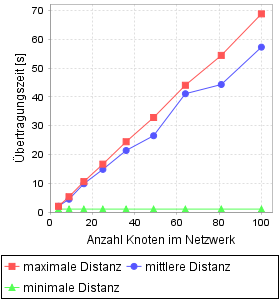 Übertragungszeit [s]
70
60
50
40
30
20
10
0
0 20 40 60 80 100
Anzahl Knoten im Netzwerk
maximale Distanz mittlere Distanz
minimale Distanz